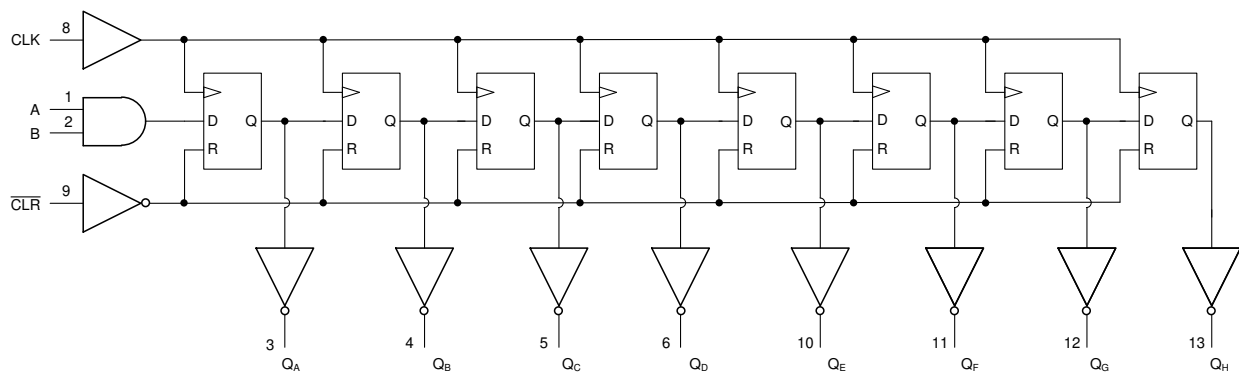 CLK 8
A 1
B 2
CLR 9
D Q R
D Q R
D Q R
D Q R
D Q R
D Q R
D Q R
D Q R
3 4 5 6 10 11 12 13
QA QB QC QD QE QF QG QH